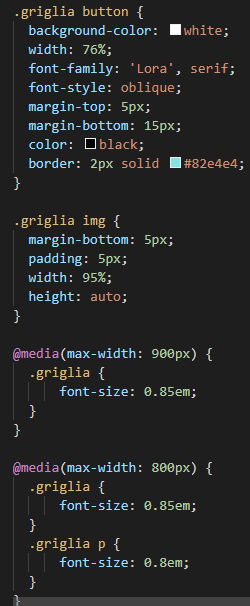 .griglia button {
background-color: white;
width: 76%;
font-family: 'Lora', serif;
font-style: oblique;
margin-top: 5px;
margin-bottom: 15px;
color: black;
border: 2px solid #82e4e4;
}
.griglia img {
margin-bottom: 5px;
padding: 5px;
width: 95%;
height: auto;
}
@media(max-width: 900px) {
.griglia {
font-size: 0.85em;
}
}
@media(max-width: 800px) {
.griglia {
font-size: 0.85em;
}
.griglia p {
font-size: 0.8em;
}
}